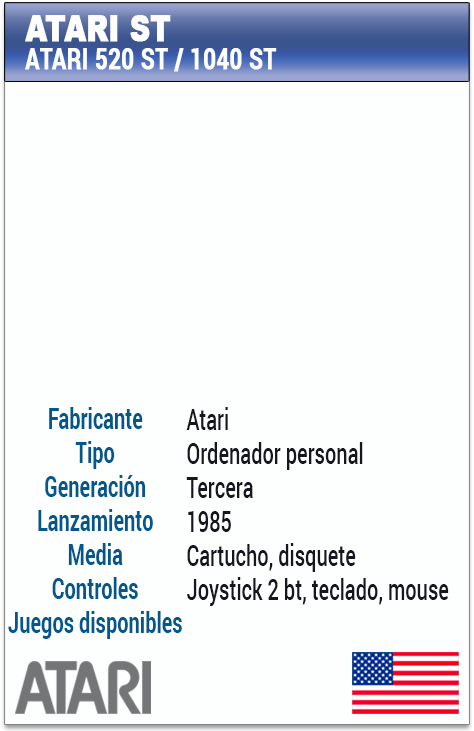 ATARI ST
ATARI 520 ST / 1040 ST
Fabricante Atari
Tipo Ordenador personal
Generación Tercera
Lanzamiento 1985
Media Cartucho, disquete
Controles Joystick 2 bt, teclado, mouse
Juegos disponibles
ATARI